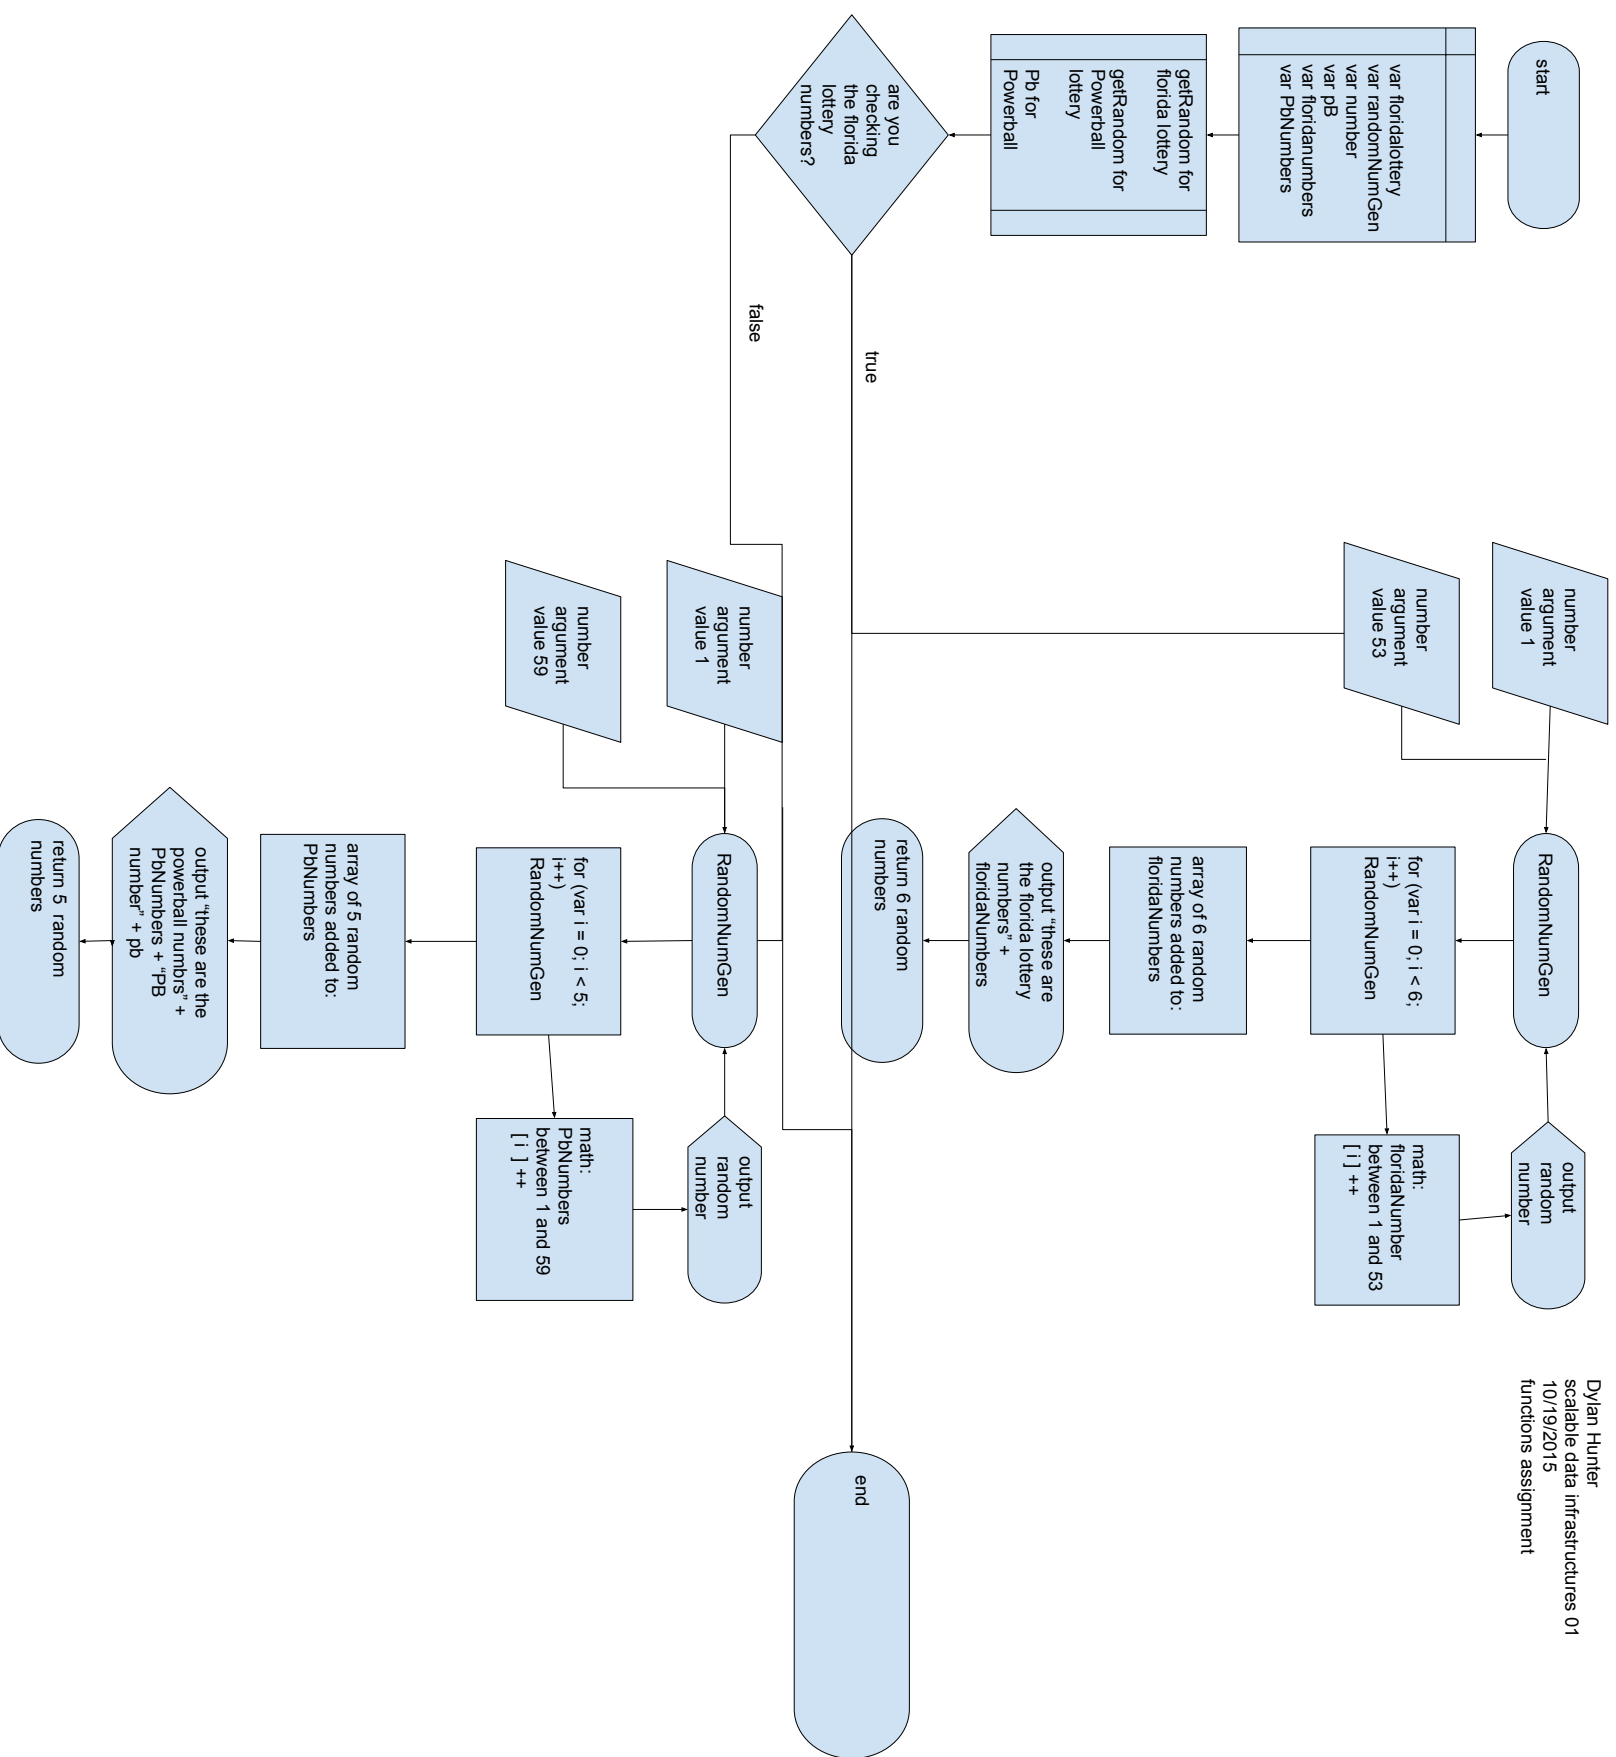 start
var floridalottery
var randomNumGen
var number
var pB
var floridanumbers
var PbNumbers
getRandom for
florida lottery
getRandom for
Powerball
lottery
Pb for
Powerball
are you
checking
the florida
lottery
numbers?
true
false
number
argument
value 1
number
argument
value 53
RandomNumGen
for (var i = 0; i < 6;
i++)
RandomNumGen
math:
floridaNumber
between 1 and 53
[ i ] ++
output
random
number
array of 6 random
numbers added to:
floridaNumbers
output “these are
the florida lottery
numbers” +
floridaNumbers
return 6 random
numbers
number
argument
value 1
number
argument
value 59
RandomNumGen
for (var i = 0; i < 5;
i++)
RandomNumGen
math:
PbNumbers
between 1 and 59
[ i ] ++
output
random
number
array of 5 random
numbers added to:
PbNumbers
output “these are the
powerball numbrs” +
PbNumbers + “PB
number” + pb
return 5 random
numbers
end
Dylan Hunter
scalable data infrastructures 01
10/19/2015
functions assignment